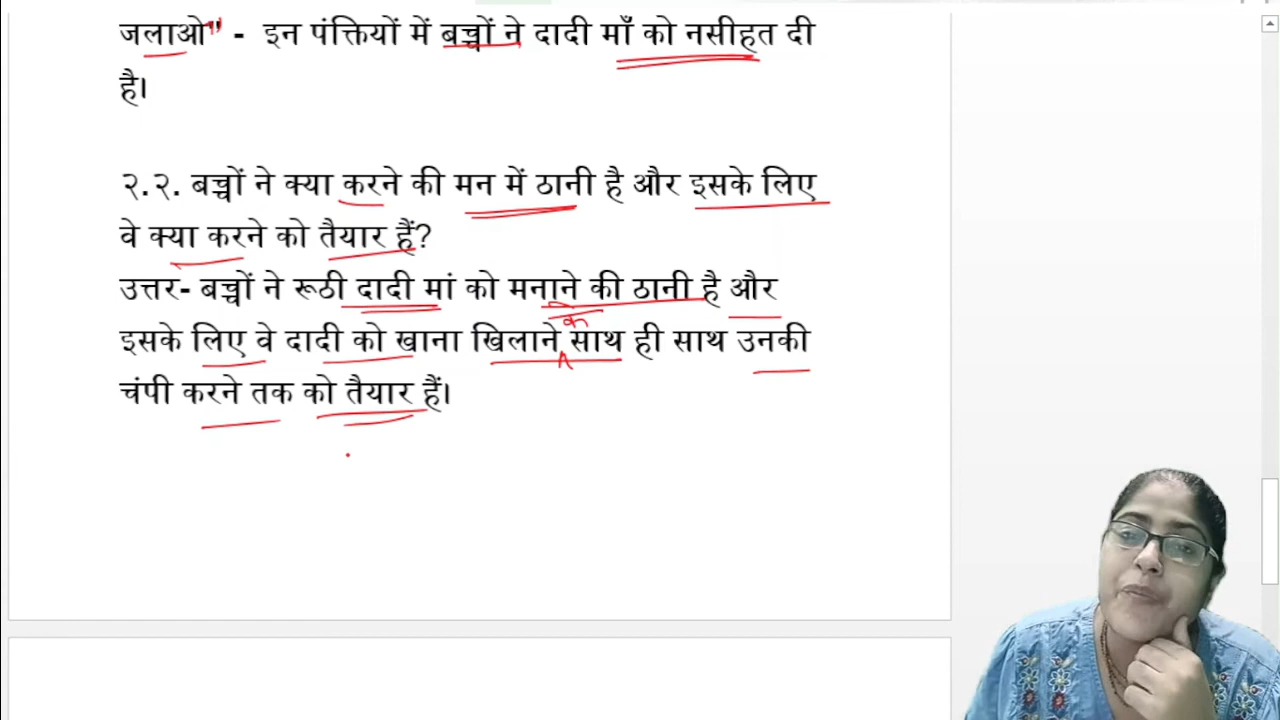 जलाओ" - इन पंक्तियों में बच्चों ने दादी माँ को नसीहत दी
है।
२.२. बच्चों ने क्या करने की मन में ठानी है और इसके लिए
वे क्या करने को तैयार हैं?
उत्तर- बच्चों ने रूठी दादी मां को मनाने की ठानी है और
के
इसके लिए वे दादी को खाना खिलाने साथ ही साथ उनकी
चंपी करने तक को तैयार हैं।